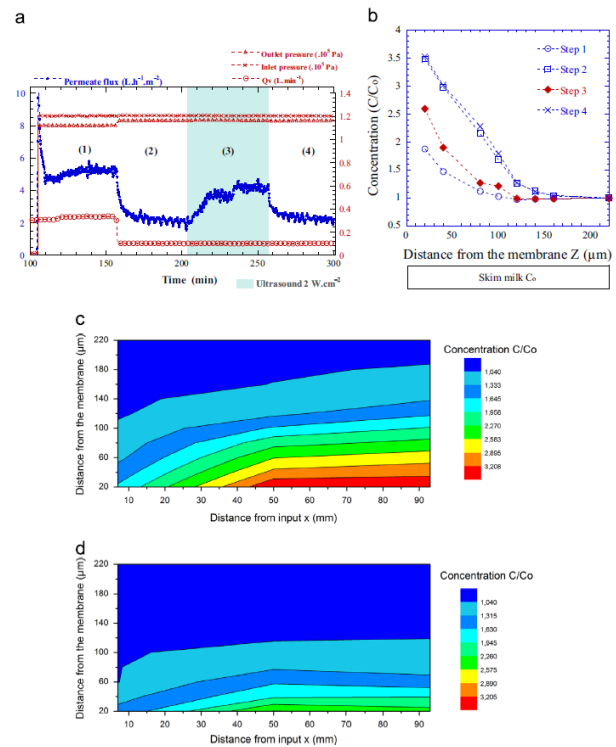 a
Outlet pressure (.10⁵ Pa)
Inlet pressure (.10⁵ Pa)
Permeate flux (L.h⁻¹.m⁻²)
Qv (L.min⁻¹)
10
8
6
4
2
0
1.4
1.2
1
0.8
0.6
0.4
0.2
0
(1)
(2)
(3)
(4)
100
150
200
250
300
Time (min)
Ultrasound 2 W.cm⁻²
b
Concentration (C/C₀)
4
3.5
3
2.5
2
1.5
1
0.5
Step 1
Step 2
Step 3
Step 4
0 50 100 150 200
Distance from the membrane Z (µm)
Skim milk C₀
c
Distance from the membrane (µm)
220
180
140
100
60
20
10 20 30 40 50 60 70 80 90
Distance from input x (mm)
Concentration C/Co
1,040
1,333
1,645
1,958
2,270
2,583
2,895
3,208
d
Distance from the membrane (µm)
220
180
140
100
60
20
10 20 30 40 50 60 70 80 90
Distance from input x (mm)
Concentration C/Co
1,040
1,315
1,630
1,945
2,260
2,575
2,890
3,205